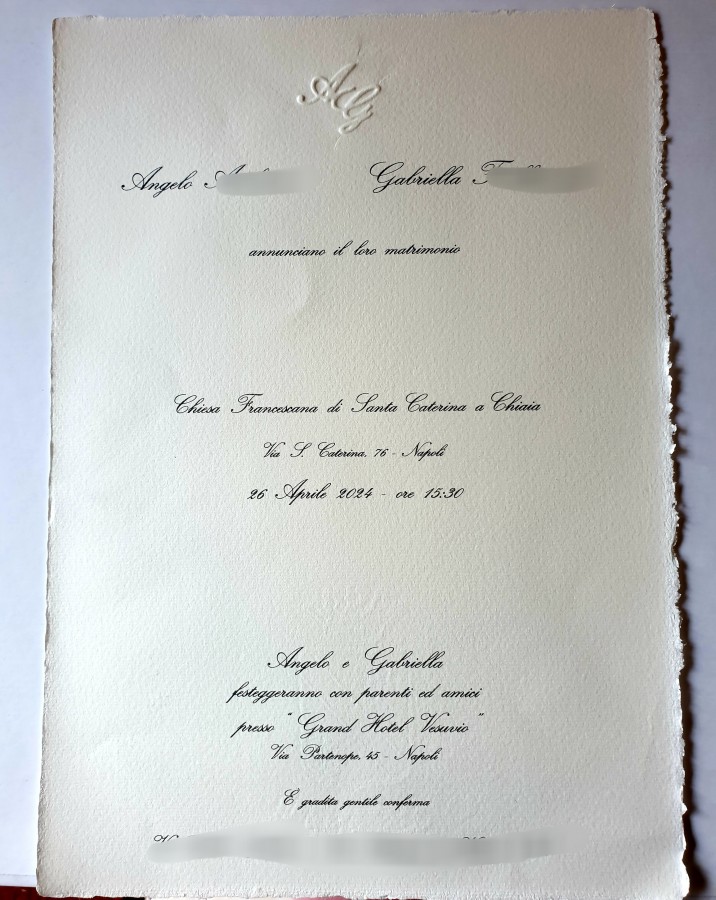 Angelo
Gabriella
annunciano il loro matrimonio
Chiesa Francescana di Santa Caterina a Chiaia
Via S. Caterina, 76 - Napoli
26 Aprile 2024 - ore 15:30
Angelo e Gabriella
festeggeranno con parenti ed amici
presso " Grand Hotel Vesuvio "
Via Partenope, 45 - Napoli
E gradita gentile conferma